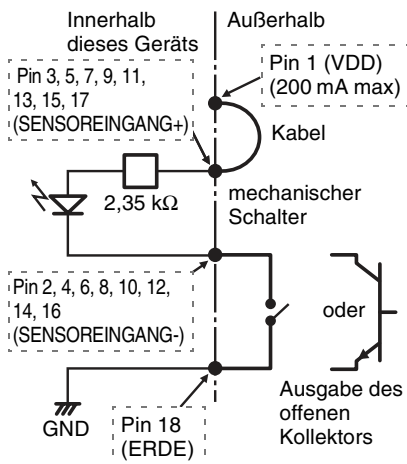 Innerhalb
dieses Geräts
Außerhalb
Pin 3, 5, 7, 9, 11,
13, 15, 17
(SENSOREINGANG+)
Pin 1 (VDD)
(200 mA max)
Kabel
2,35 kΩ
mechanischer
Schalter
Pin 2, 4, 6, 8, 10, 12,
14, 16
(SENSOREINGANG-)
oder
GND
Pin 18
(ERDE)
Ausgabe des
offenen
Kollektors